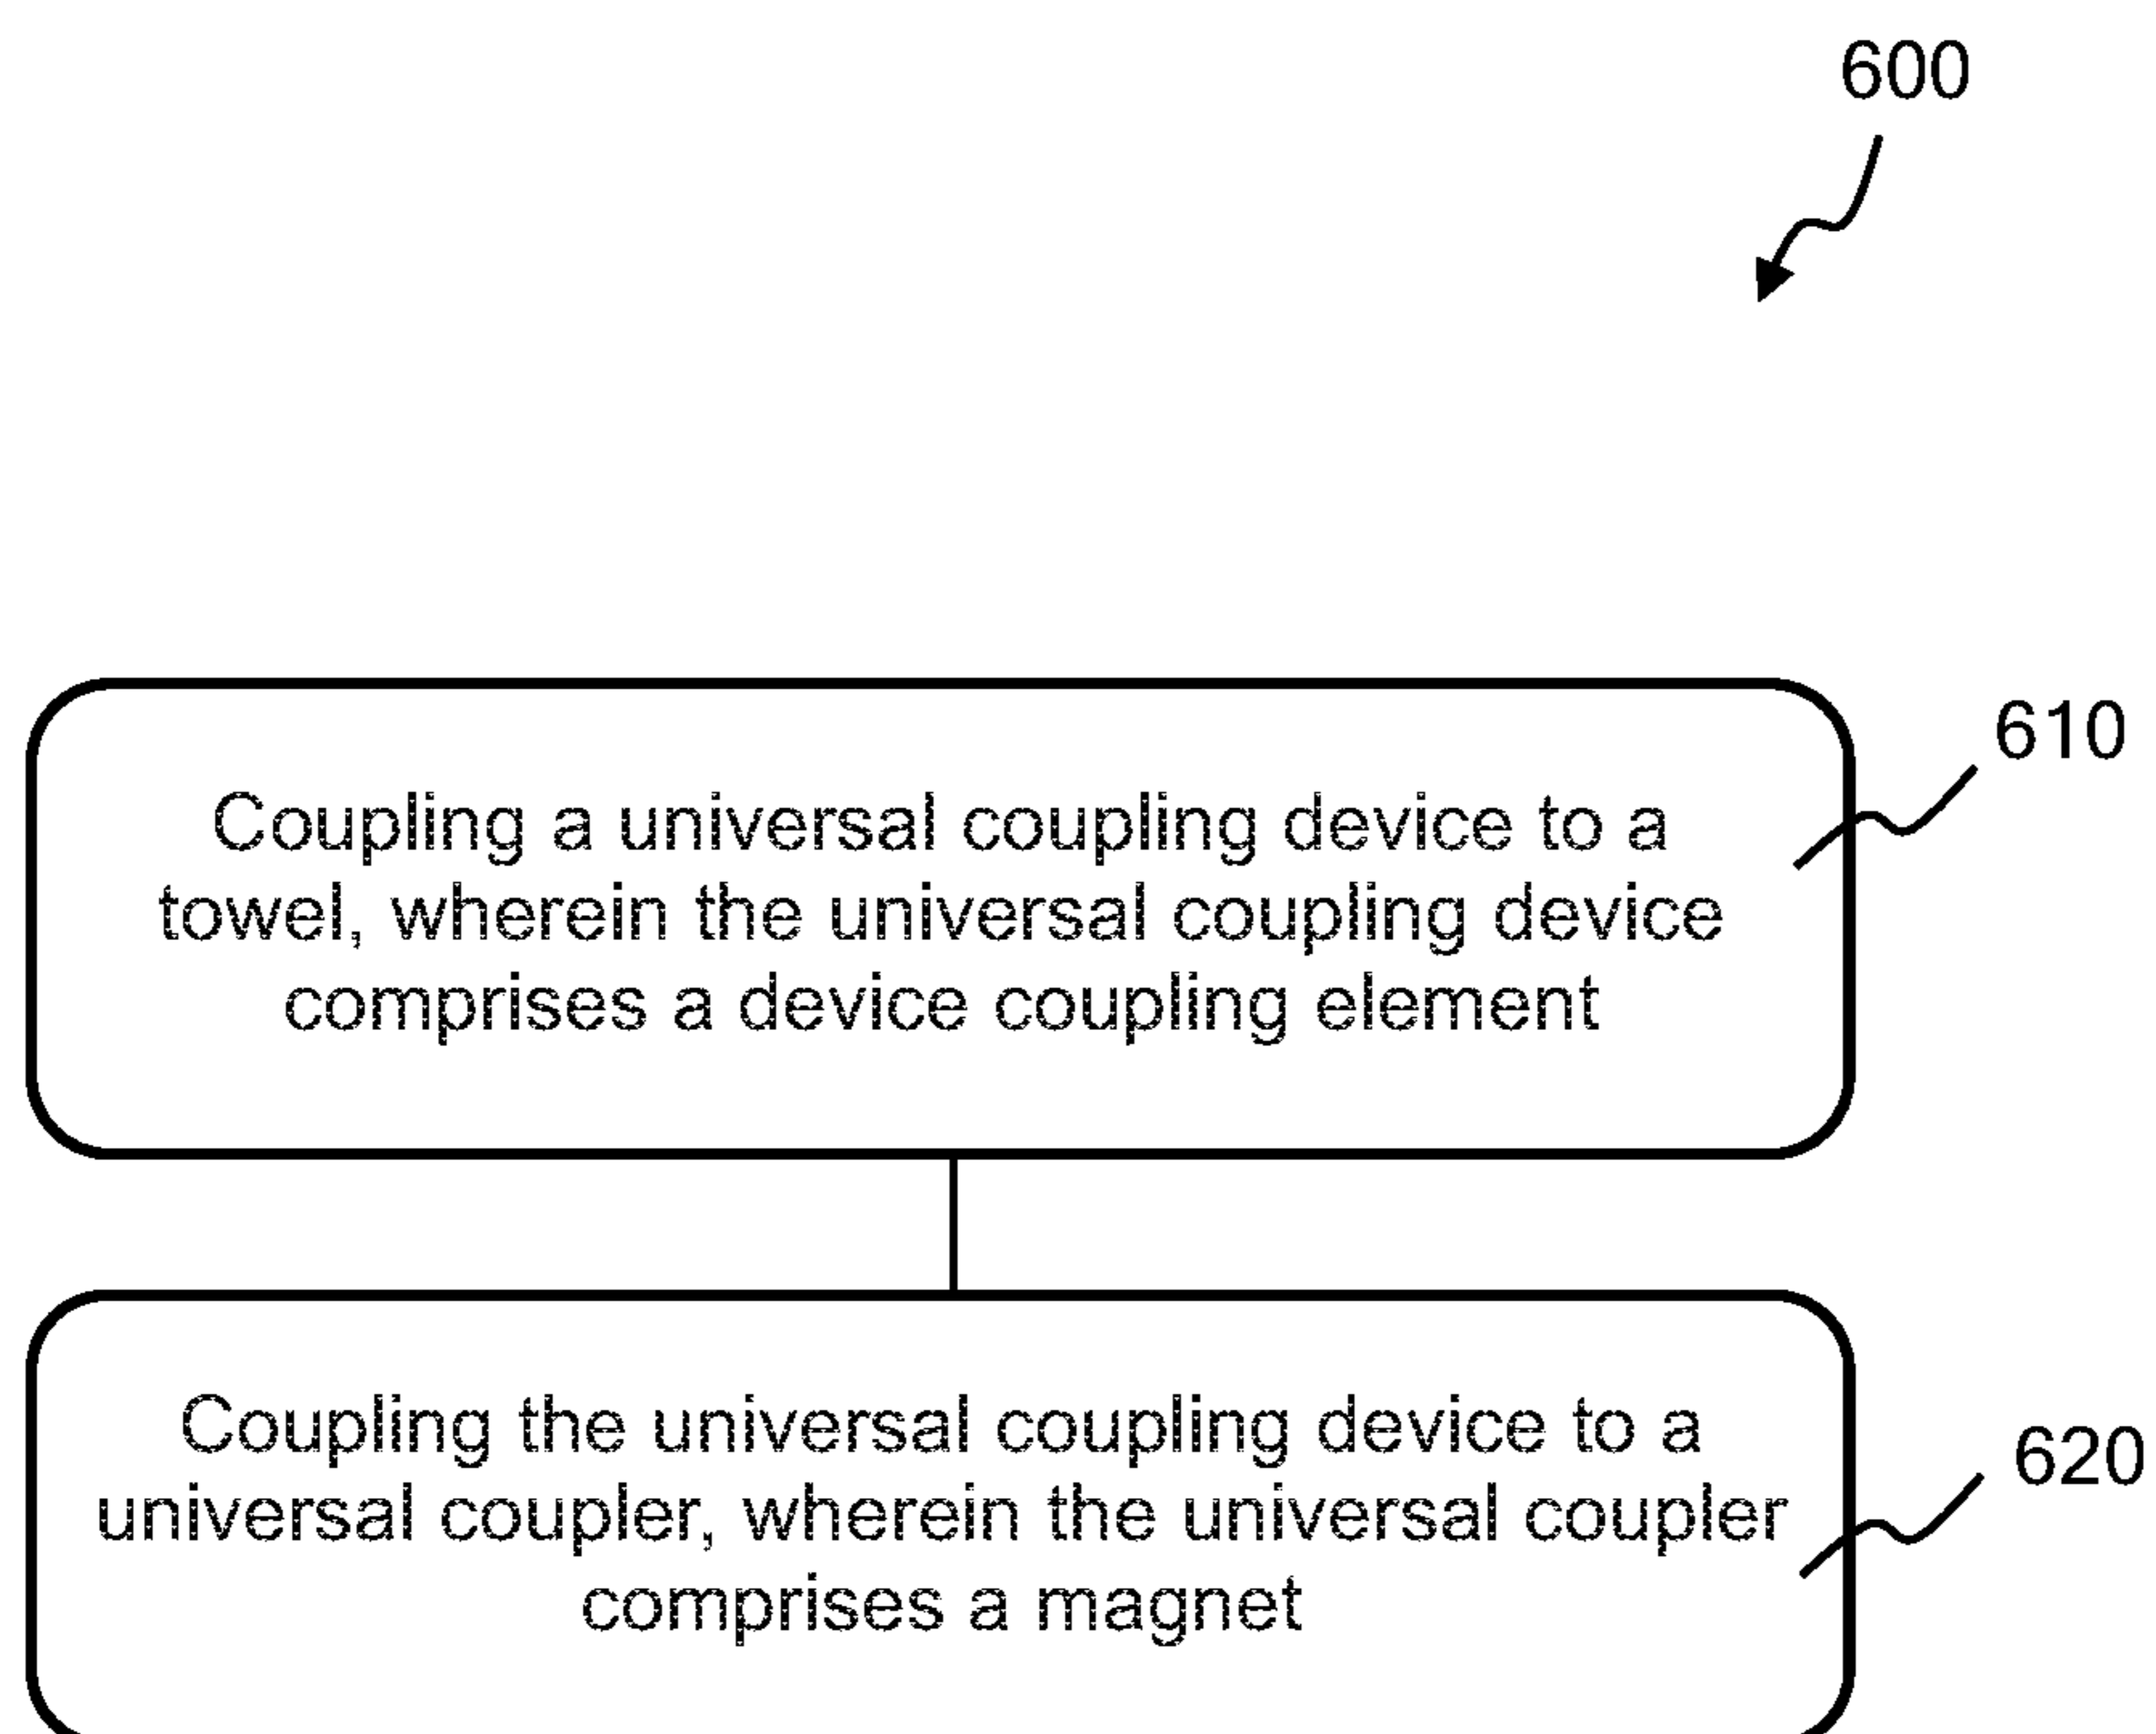 600
610
Coupling a universal coupling device to a
towel, wherein the universal coupling device
comprises a device coupling element
620
Coupling the universal coupling device to a
universal coupler, wherein the universal coupler
comprises a magnet